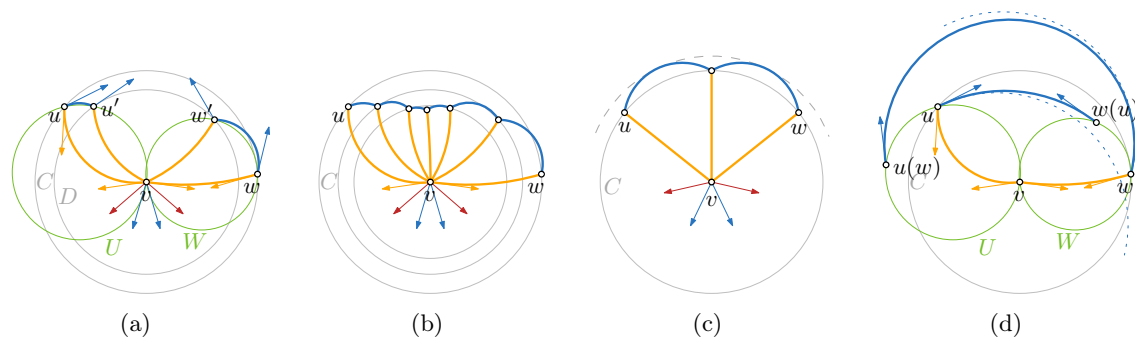 u u′ w′ C D v w U W
u C v w
u w C v
u w(u) u(w) C v w U W
(a) (b) (c) (d)